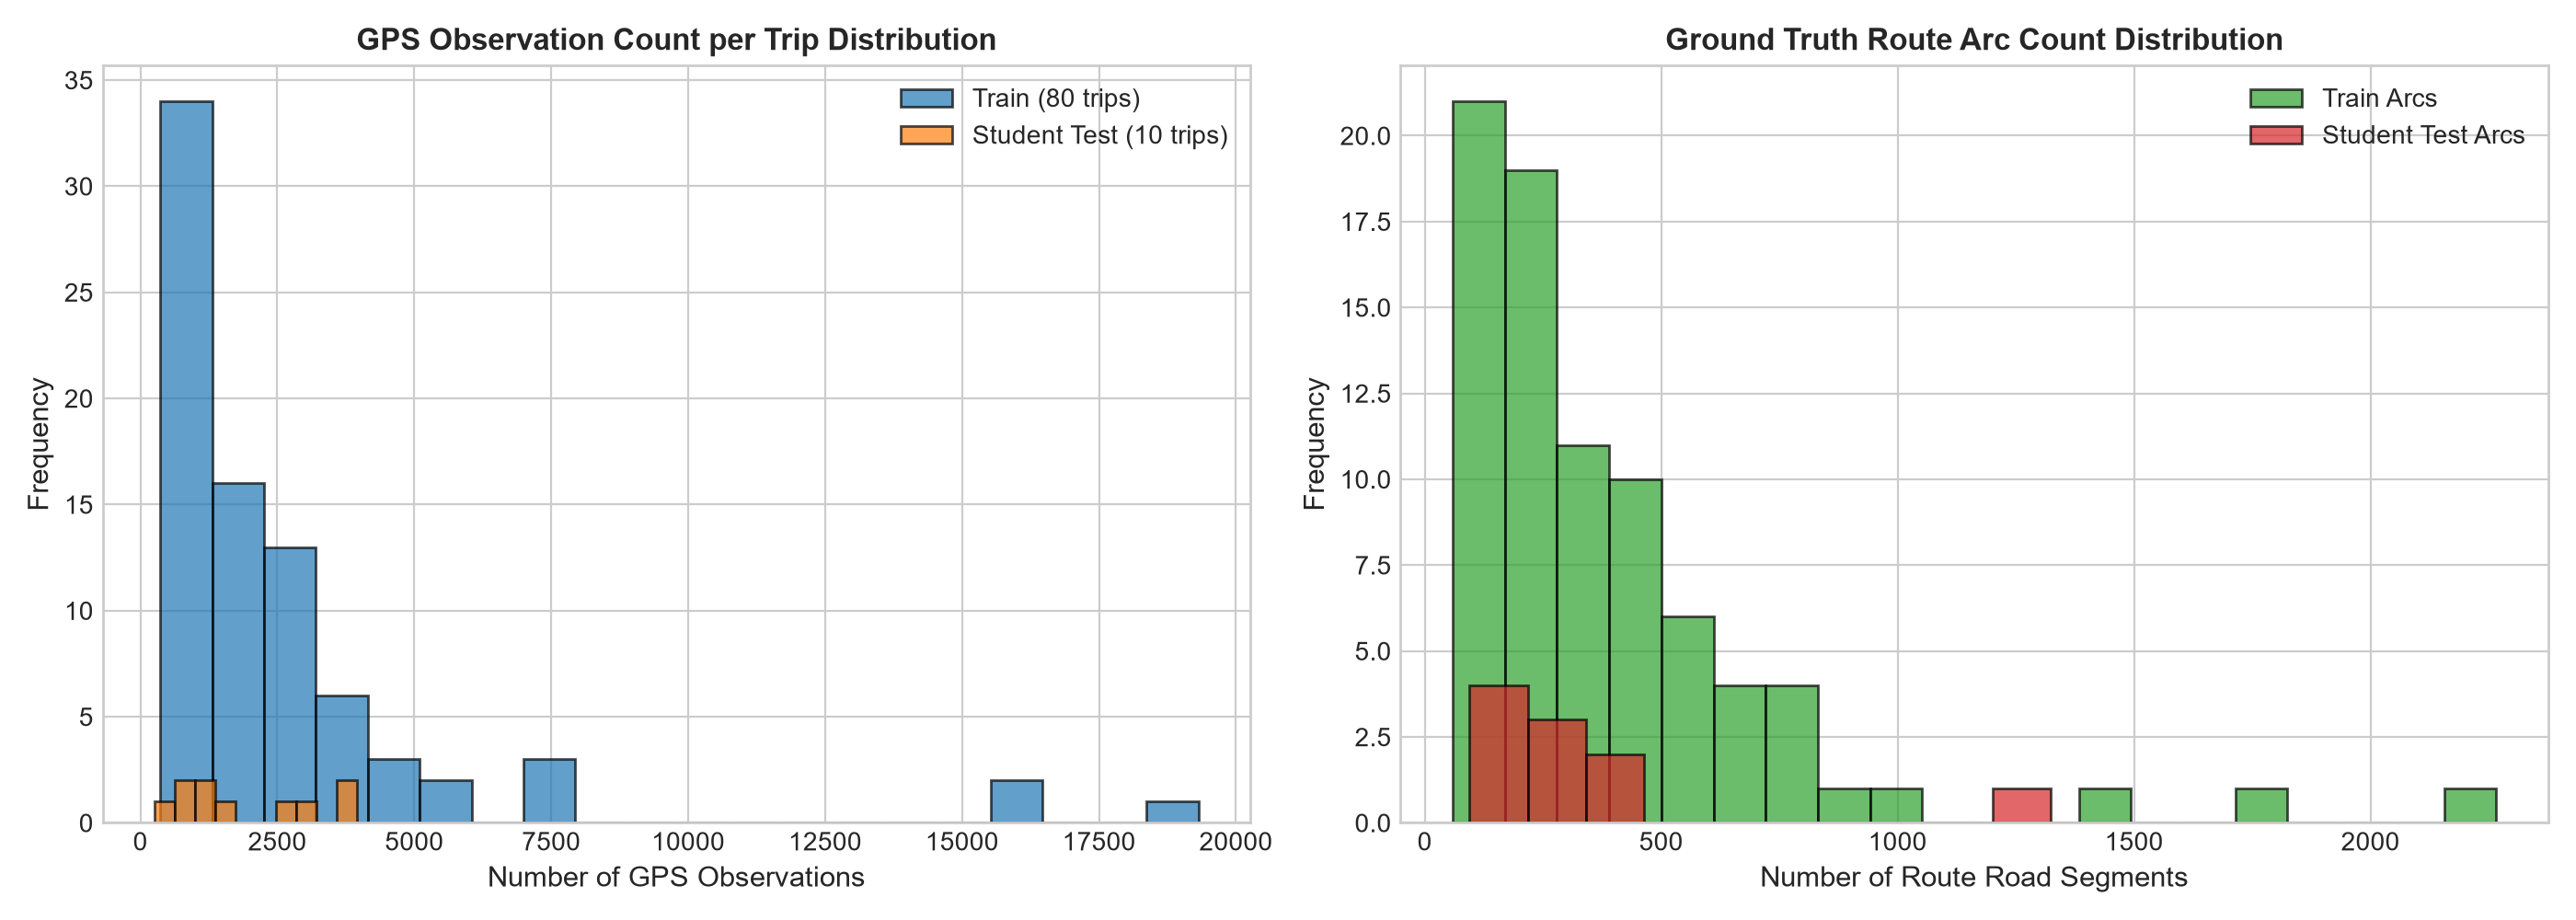 GPS Observation Count per Trip Distribution
Train (80 trips)
Student Test (10 trips)
35
30
25
20
15
10
5
0
Frequency
0 2500 5000 7500 10000 12500 15000 17500 20000
Number of GPS Observations
Ground Truth Route Arc Count Distribution
Train Arcs
Student Test Arcs
20.0
17.5
15.0
12.5
10.0
7.5
5.0
2.5
0.0
Frequency
0 500 1000 1500 2000
Number of Route Road Segments